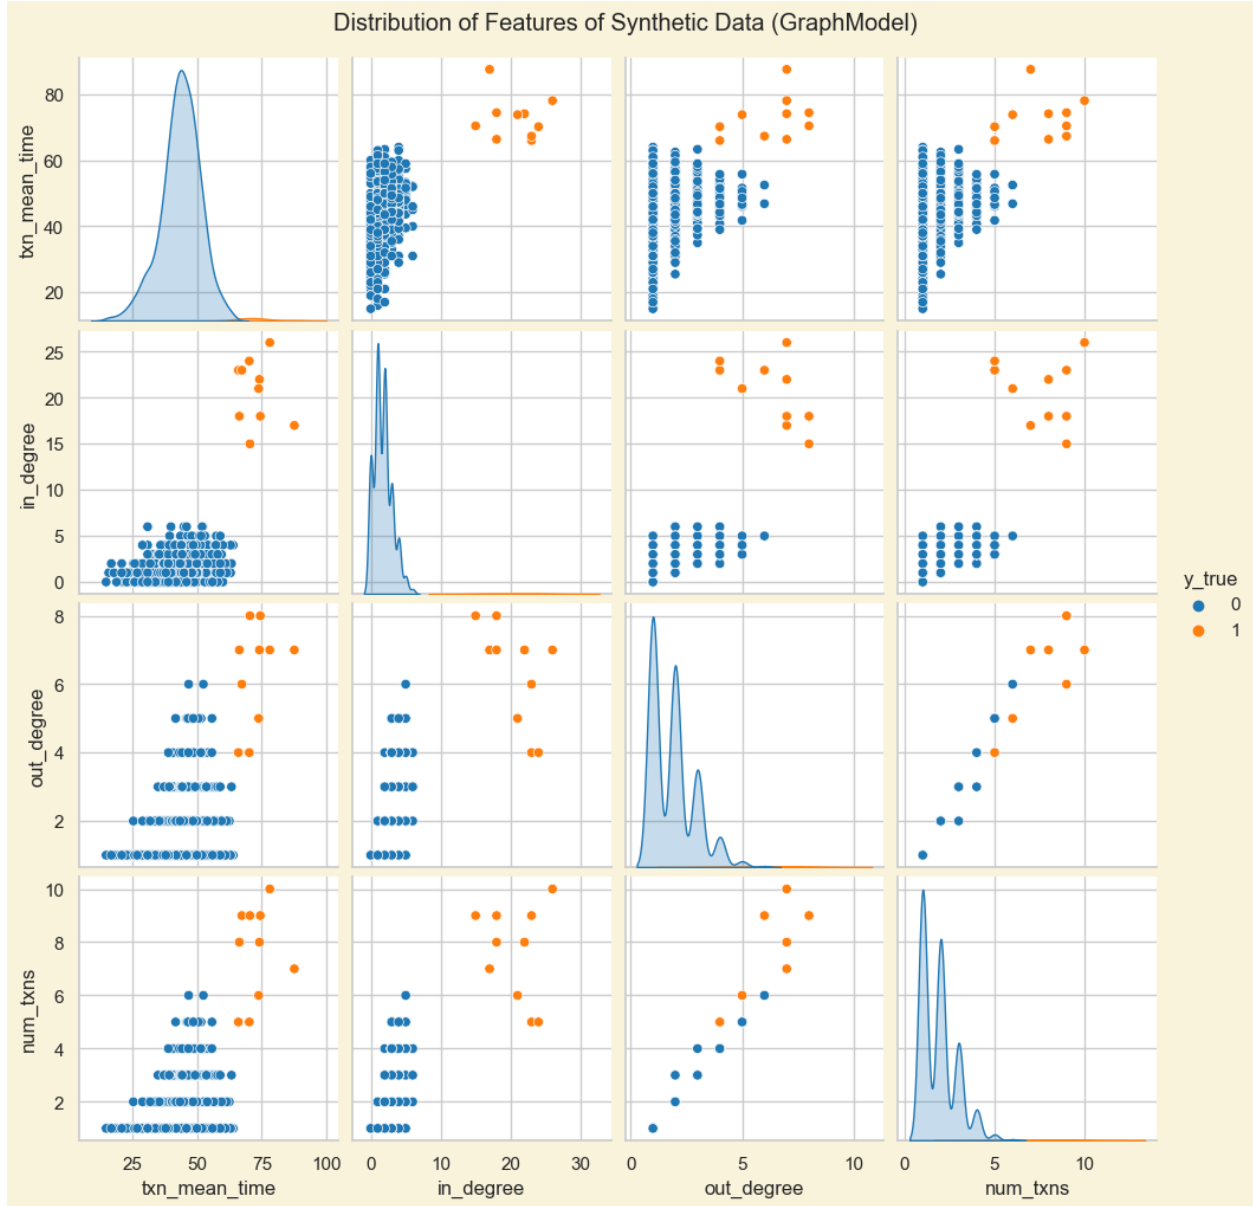 Distribution of Features of Synthetic Data (GraphModel)
txn_mean_time
80
60
40
20
in_degree
25
20
15
10
5
0
y_true
0
1
out_degree
8
6
4
2
num_txns
10
8
6
4
2
25 50 75 100 0 10 20 30 0 5 10 0 5 10
txn_mean_time in_degree out_degree num_txns